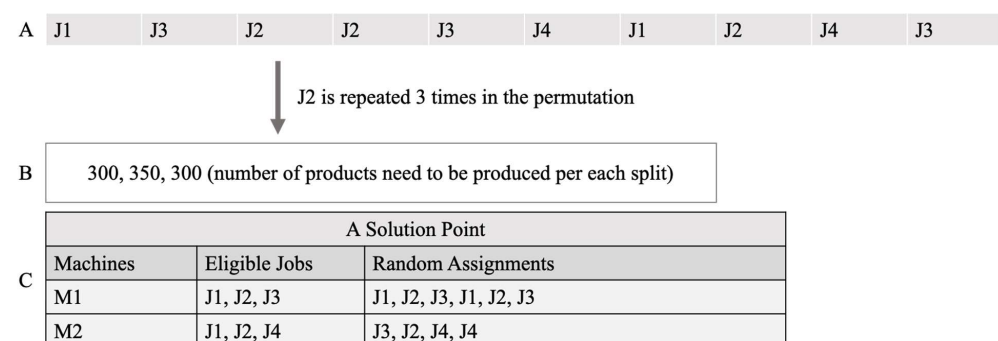 A J1 J3 J2 J2 J3 J4 J1 J2 J4 J3
J2 is repeated 3 times in the permutation
B 300, 350, 300 (number of products need to be produced per each split)
A Solution Point
C
Machines Eligible Jobs Random Assignments
M1 J1, J2, J3 J1, J2, J3, J1, J2, J3
M2 J1, J2, J4 J3, J2, J4, J4